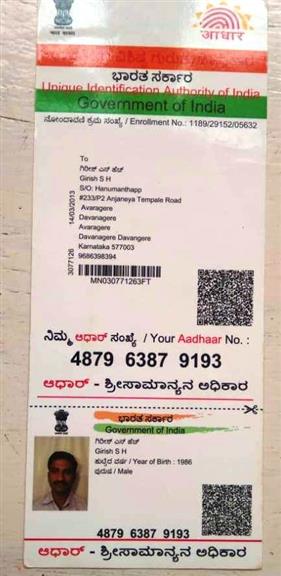 ಆಧಾರ್
ಭಾರತ ಸರ್ಕಾರ
Unique Identification Authority of India
Government of India
ನೋಂದಾವಣಿ ಕ್ರಮ ಸಂಖ್ಯೆ / Enrollment No.: 1189/29152/05632
To
ಗಿರೀಶ್ ಎಸ್ ಹೆಚ್
Girish S H
S/O: Hanumanthapp
#233/P2 Anjaneya Tempale Road
Avaragere
Davanagere
Avaragere
Davanagere Davangere
Karnataka 577003
9686398394
14/03/2013
3077126
MN030771263FT
ನಿಮ್ಮ ಆಧಾರ್ ಸಂಖ್ಯೆ / Your Aadhaar No. :
4879 6387 9193
ಆಧಾರ್ - ಶ್ರೀಸಾಮಾನ್ಯನ ಅಧಿಕಾರ
ಭಾರತ ಸರ್ಕಾರ
Government of India
ಗಿರೀಶ್ ಎಸ್ ಹೆಚ್
Girish S H
ಹುಟ್ಟಿದ ವರ್ಷ / Year of Birth : 1986
ಪುರುಷ / Male
4879 6387 9193
ಆಧಾರ್ - ಶ್ರೀಸಾಮಾನ್ಯನ ಅಧಿಕಾರ